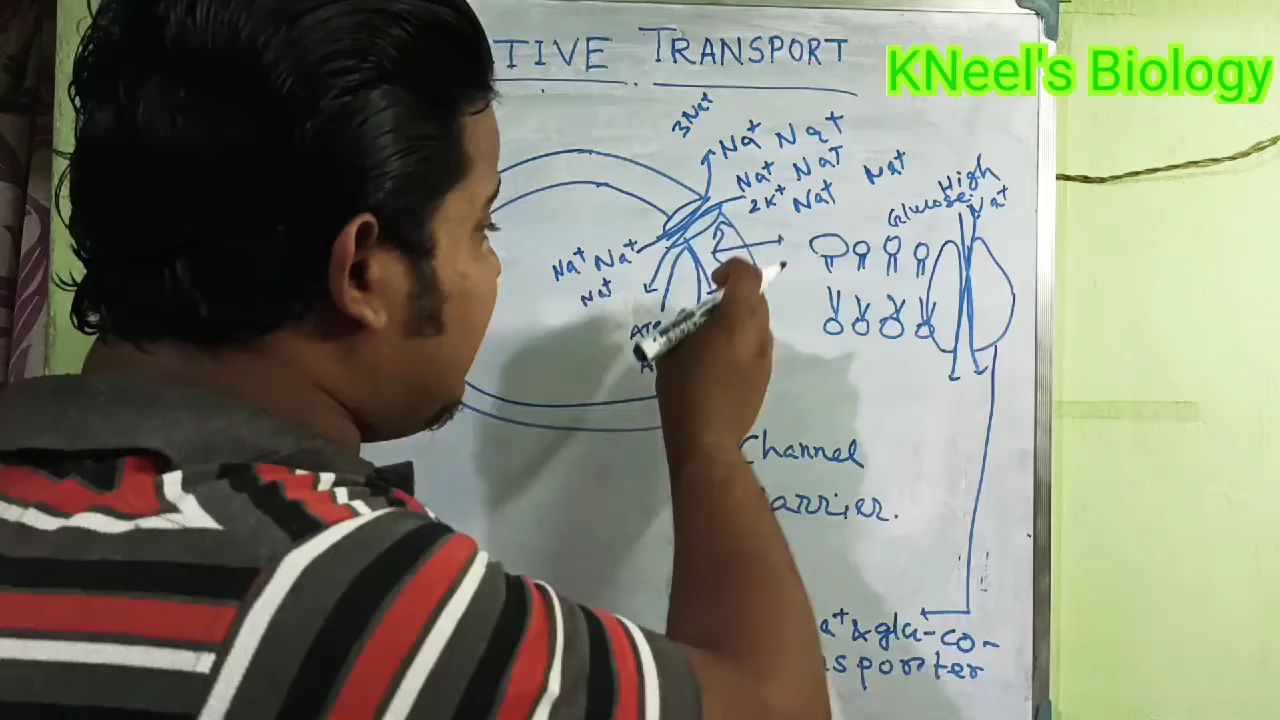 TIVE TRANSPORT
KNeel's Biology
3Na+
Na+ Na+
Na+ Na+
2K+ Na+
Na+
High
Glucose Na+
Na+ Na+
Na+
Channel
arrier.
a+ & glu-co-
sporter